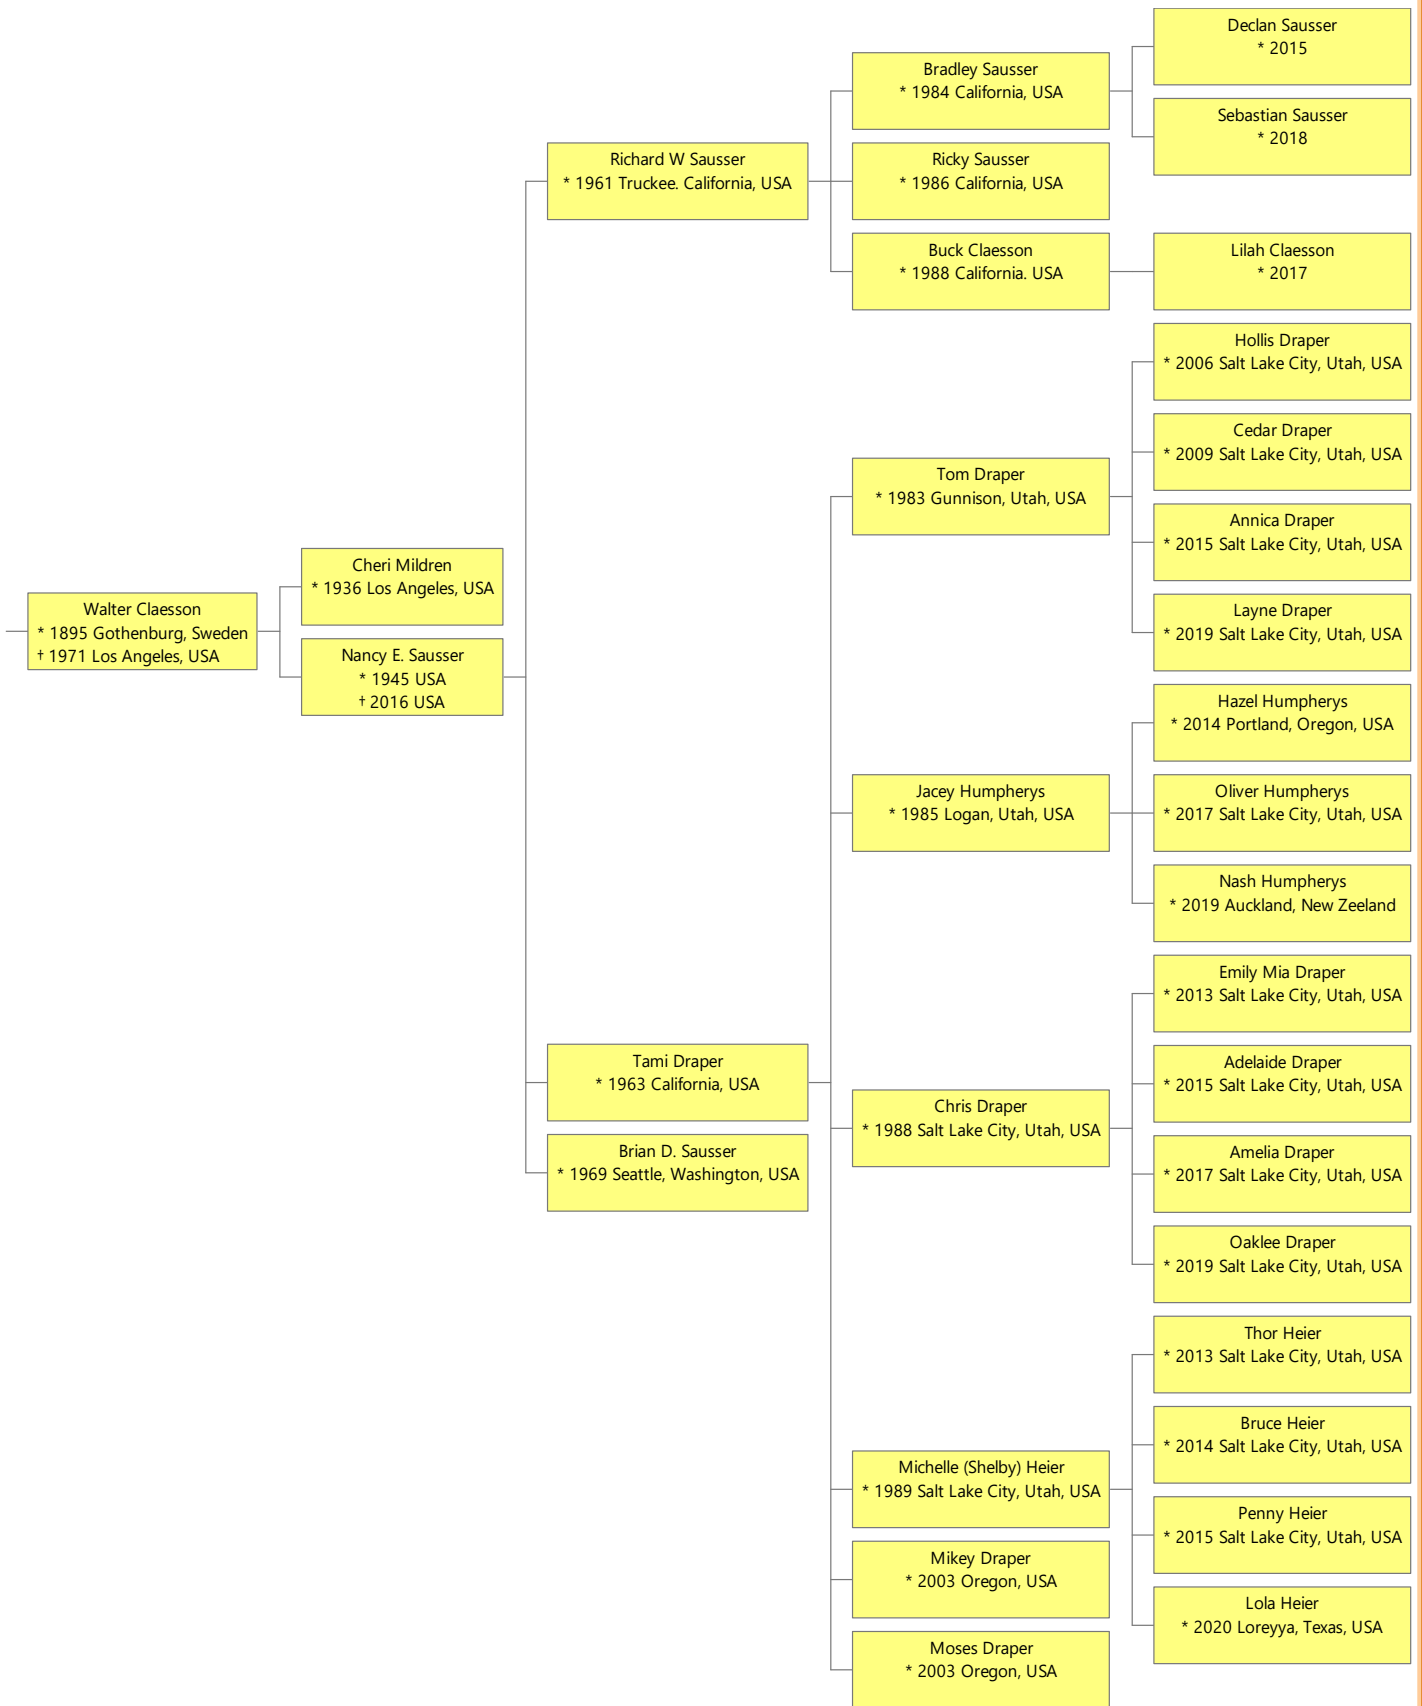 Declan Sausser
* 2015
Bradley Sausser
* 1984 California, USA
Sebastian Sausser
* 2018
Richard W Sausser
* 1961 Truckee. California, USA
Ricky Sausser
* 1986 California, USA
Buck Claesson
* 1988 California. USA
Lilah Claesson
* 2017
Hollis Draper
* 2006 Salt Lake City, Utah, USA
Cedar Draper
* 2009 Salt Lake City, Utah, USA
Tom Draper
* 1983 Gunnison, Utah, USA
Annica Draper
* 2015 Salt Lake City, Utah, USA
Cheri Mildren
* 1936 Los Angeles, USA
Walter Claesson
* 1895 Gothenburg, Sweden
† 1971 Los Angeles, USA
Layne Draper
* 2019 Salt Lake City, Utah, USA
Nancy E. Sausser
* 1945 USA
† 2016 USA
Hazel Humpherys
* 2014 Portland, Oregon, USA
Jacey Humpherys
* 1985 Logan, Utah, USA
Oliver Humpherys
* 2017 Salt Lake City, Utah, USA
Nash Humpherys
* 2019 Auckland, New Zeeland
Emily Mia Draper
* 2013 Salt Lake City, Utah, USA
Tami Draper
* 1963 California, USA
Adelaide Draper
* 2015 Salt Lake City, Utah, USA
Chris Draper
* 1988 Salt Lake City, Utah, USA
Brian D. Sausser
* 1969 Seattle, Washington, USA
Amelia Draper
* 2017 Salt Lake City, Utah, USA
Oaklee Draper
* 2019 Salt Lake City, Utah, USA
Thor Heier
* 2013 Salt Lake City, Utah, USA
Bruce Heier
* 2014 Salt Lake City, Utah, USA
Michelle (Shelby) Heier
* 1989 Salt Lake City, Utah, USA
Penny Heier
* 2015 Salt Lake City, Utah, USA
Mikey Draper
* 2003 Oregon, USA
Lola Heier
* 2020 Loreyya, Texas, USA
Moses Draper
* 2003 Oregon, USA